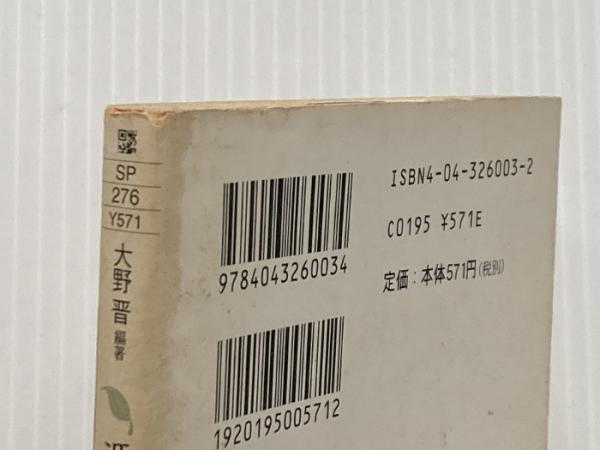 SP
276
Y571
大野晋 編著
ISBN4-04-326003-2
C0195 ¥571E
定価：本体571円(税別)
9784043260034
1920195005712